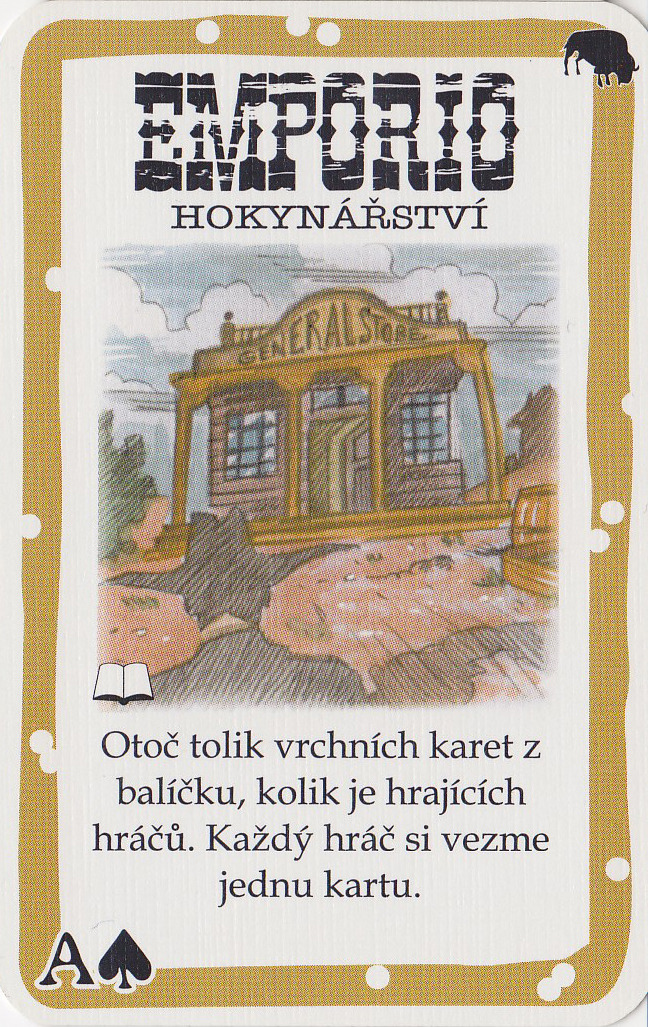 EMPORIO
HOKYNÁŘSTVÍ
GENERAL STORE
Otoč tolik vrchních karet z
balíčku, kolik je hrajících
hráčů. Každý hráč si vezme
jednu kartu.
A